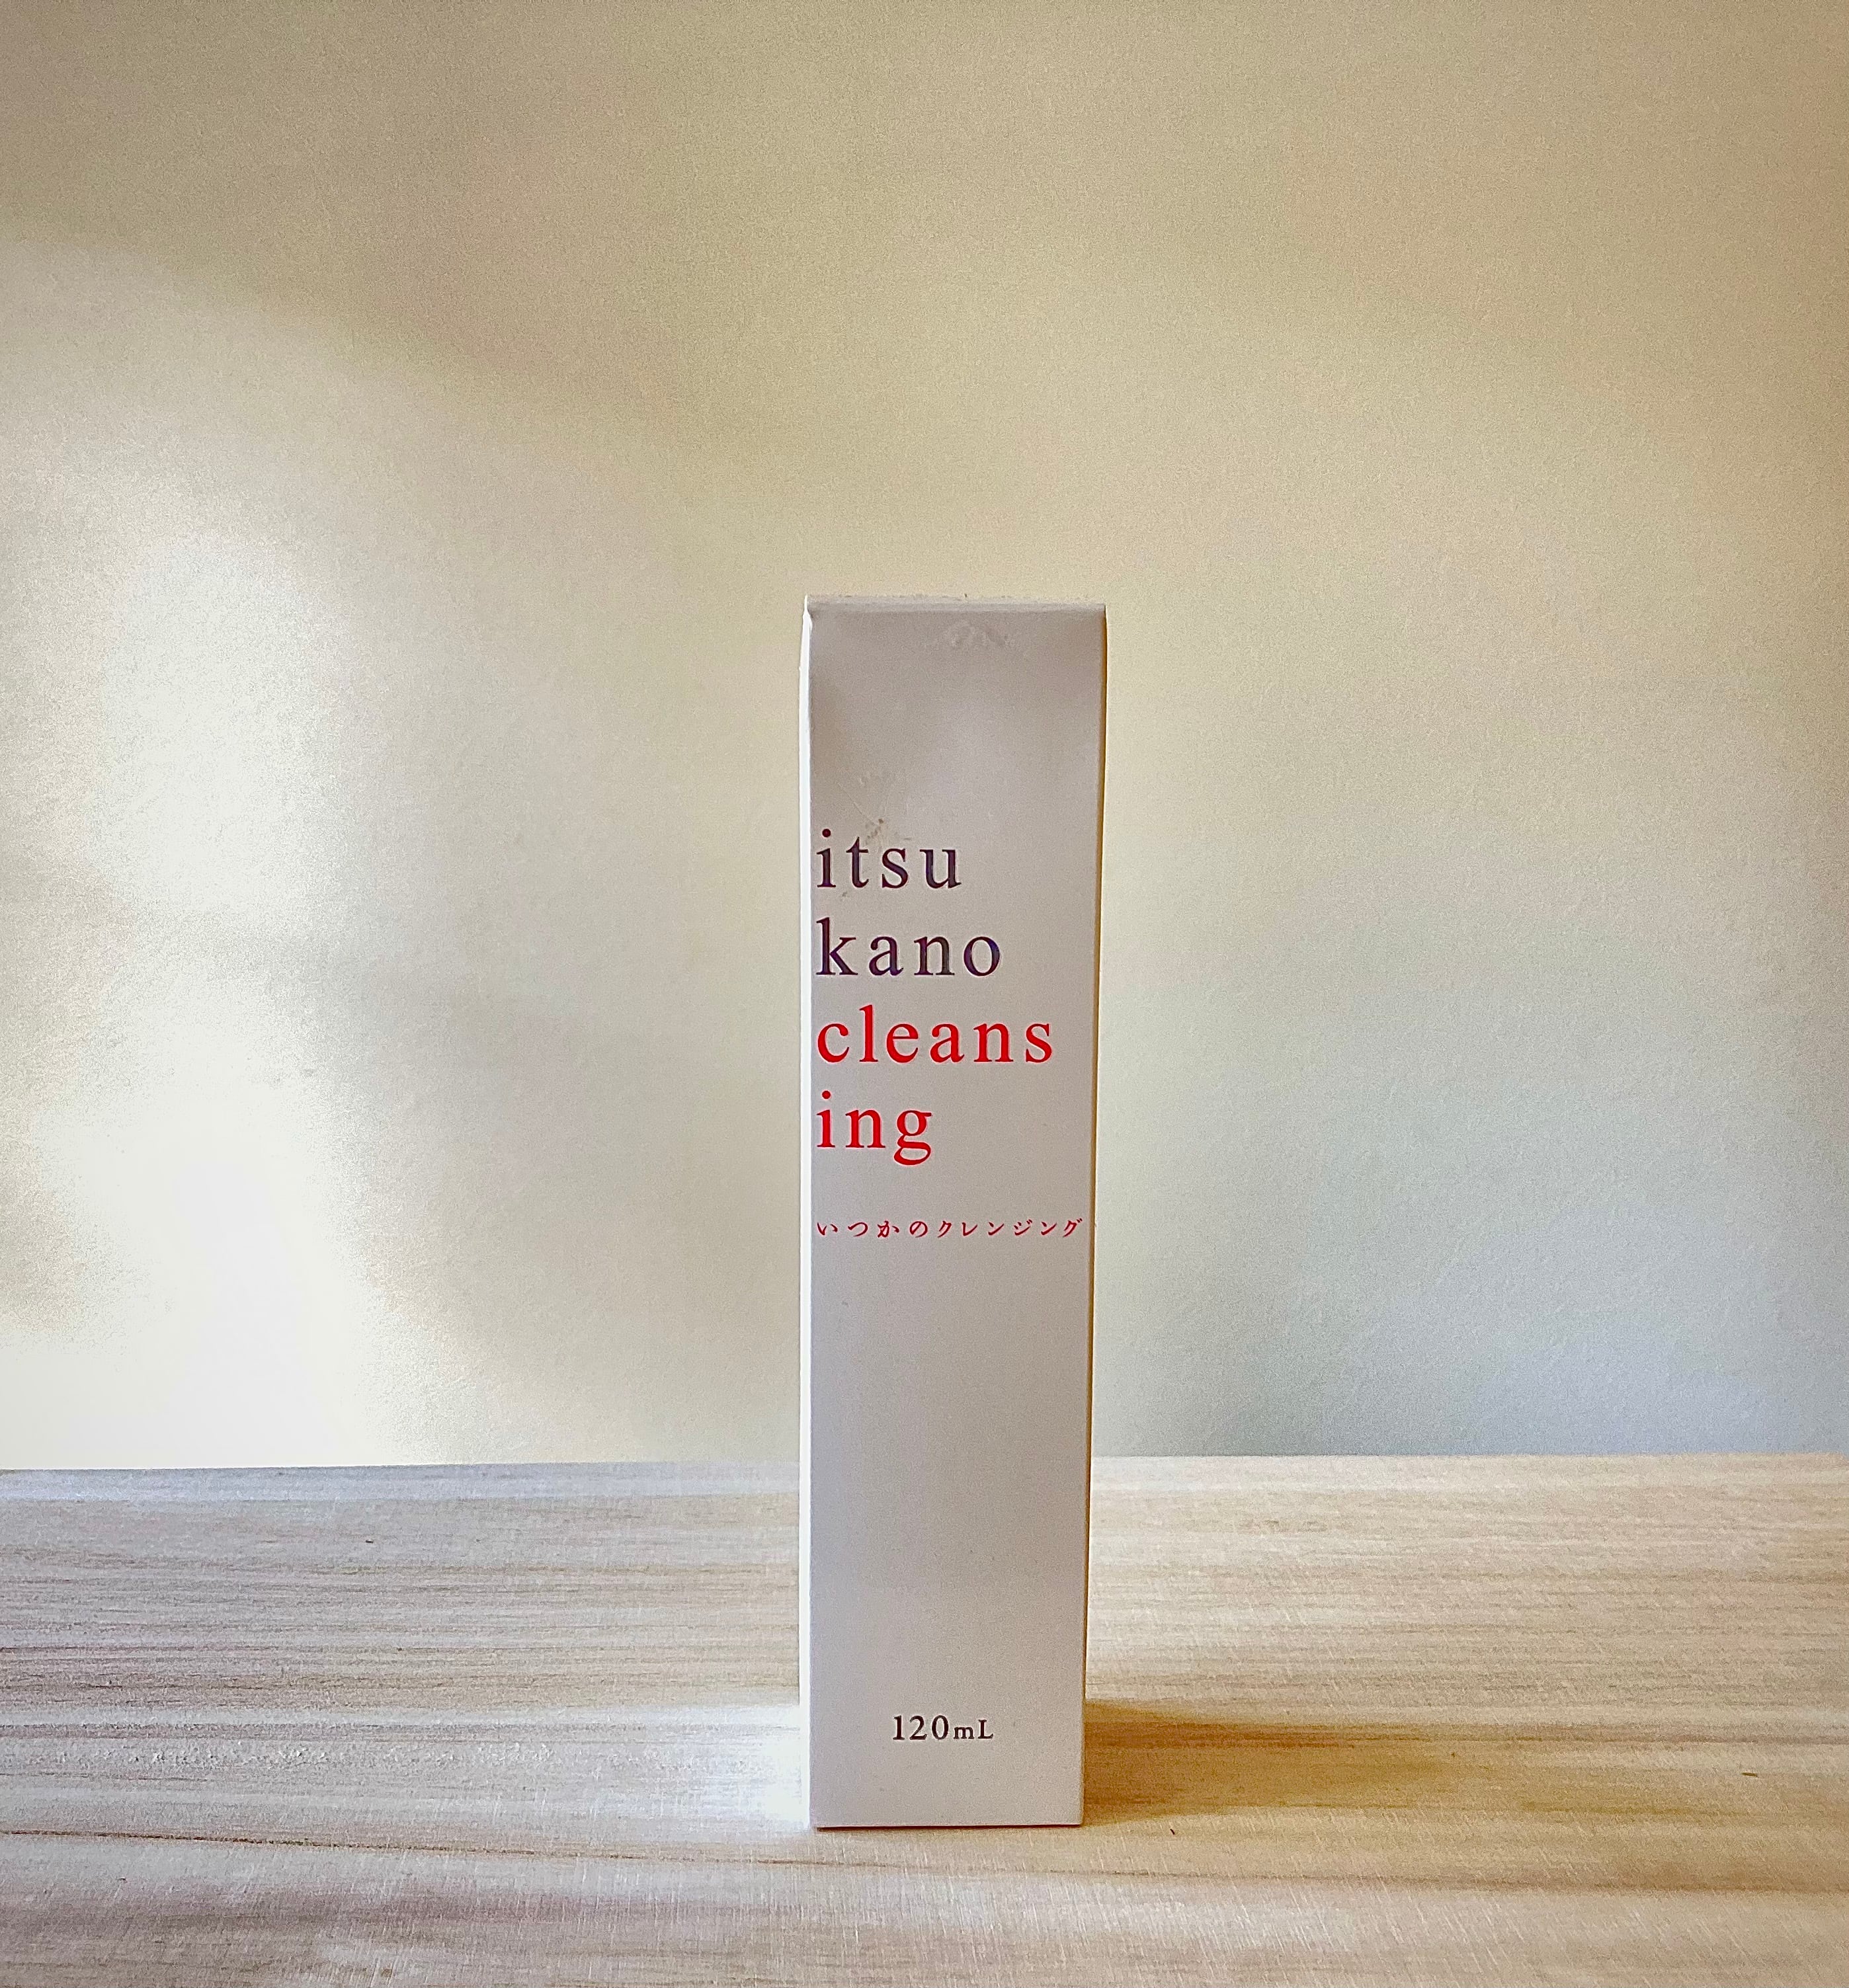 itsu
kano
cleans
ing
いつかのクレンジング
120mL